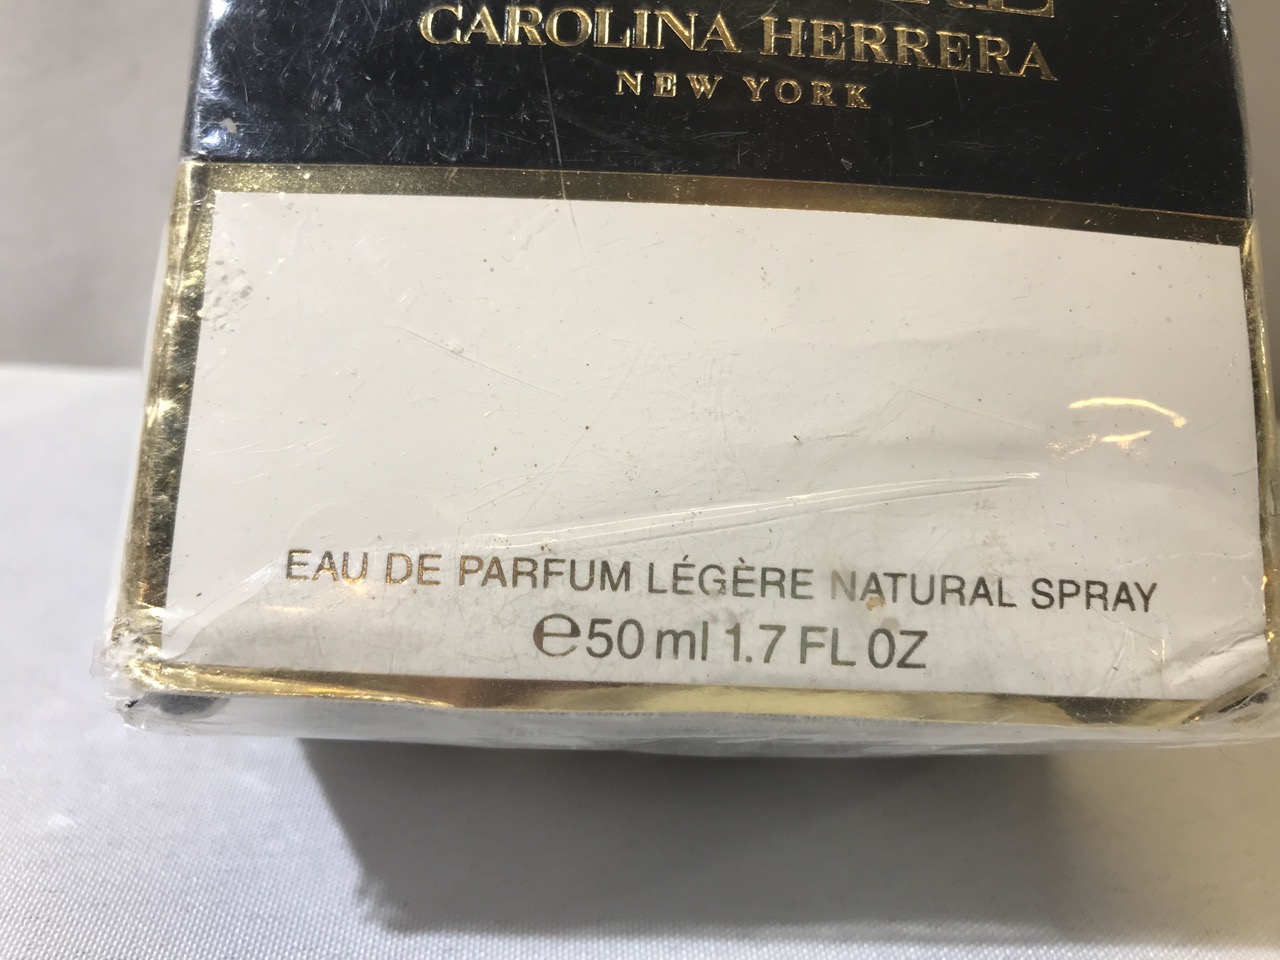 CAROLINA HERRERA
NEW YORK
EAU DE PARFUM LÉGÈRE NATURAL SPRAY
℮50 ml 1.7 FL OZ